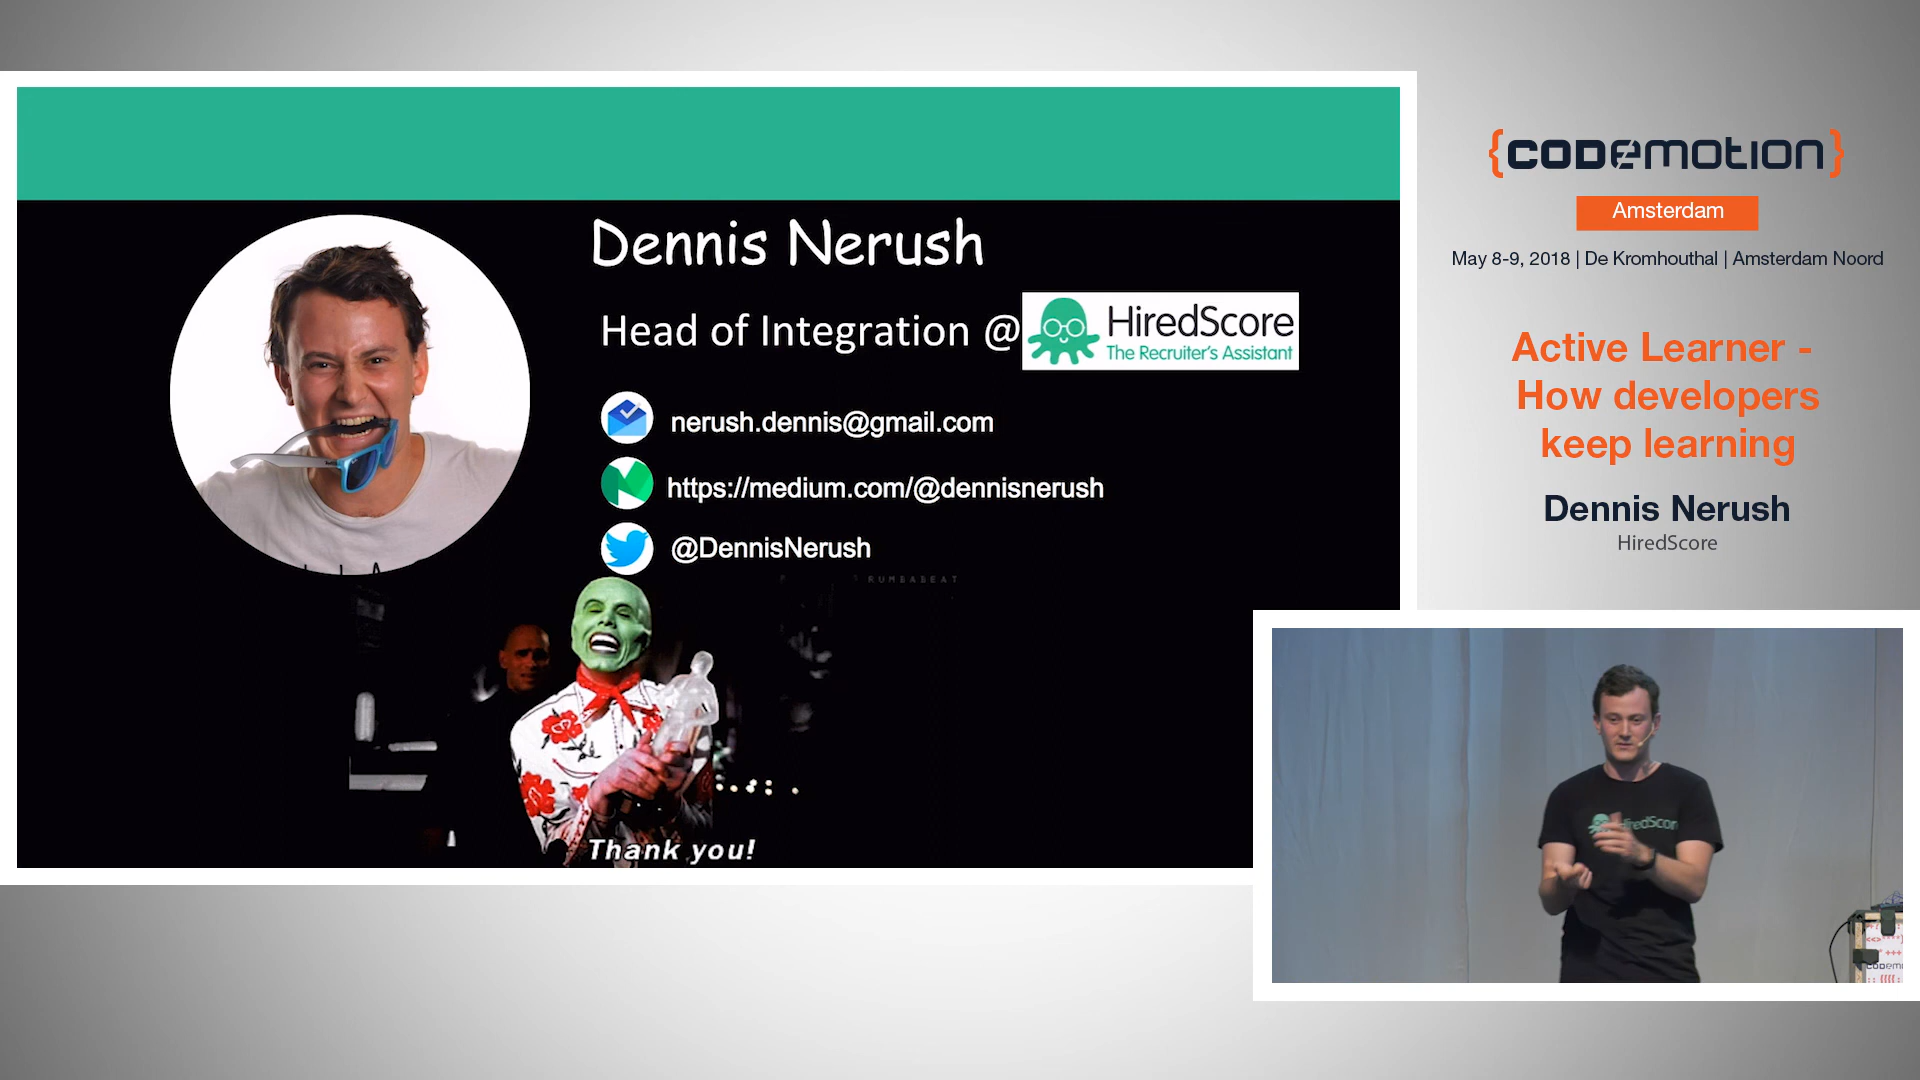 Dennis Nerush
Head of Integration @
HiredScore
The Recruiter's Assistant
nerush.dennis@gmail.com
https://medium.com/@dennisnerush
@DennisNerush
RUMBABEAT
Thank you!
{CODEMOTION}
Amsterdam
May 8-9, 2018 | De Kromhouthal | Amsterdam Noord
Active Learner -
How developers
keep learning
Dennis Nerush
HiredScore
HiredScore